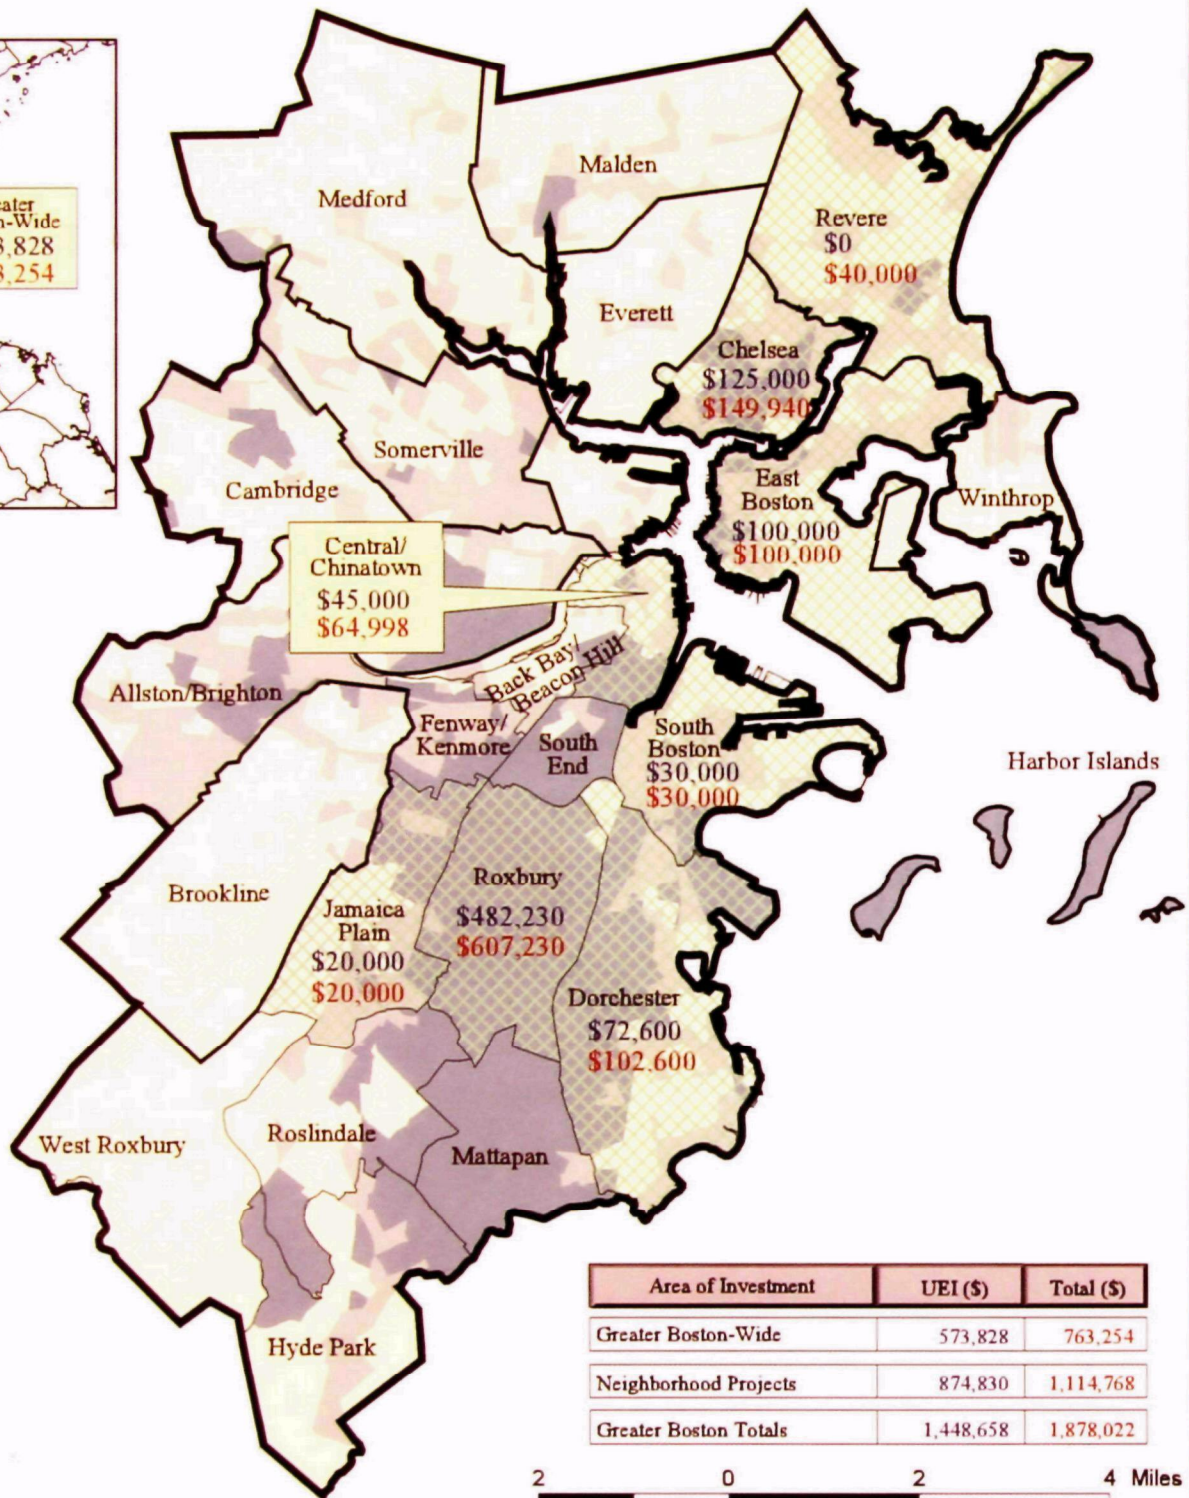 3,828
3,254
Medford
Malden
Revere
$0
$40,000
Everett
Chelsea
$125,000
$149,940
Somerville
Cambridge
East
Boston
$100,000
$100,000
Winthrop
Central/
Chinatown
$45,000
$64,998
Back Bay/
Beacon Hill
Allston/Brighton
Fenway/
Kenmore
South
End
South
Boston
$30,000
$30,000
Harbor Islands
Brookline
Roxbury
$482,230
$607,230
Jamaica
Plain
$20,000
$20,000
Dorchester
$72,600
$102,600
West Roxbury
Roslindale
Mattapan
Hyde Park
Area of Investment UEI ($) Total ($)
Greater Boston-Wide 573,828 763,254
Neighborhood Projects 874,830 1,114,768
Greater Boston Totals 1,448,658 1,878,022
2 0 2 4 Miles